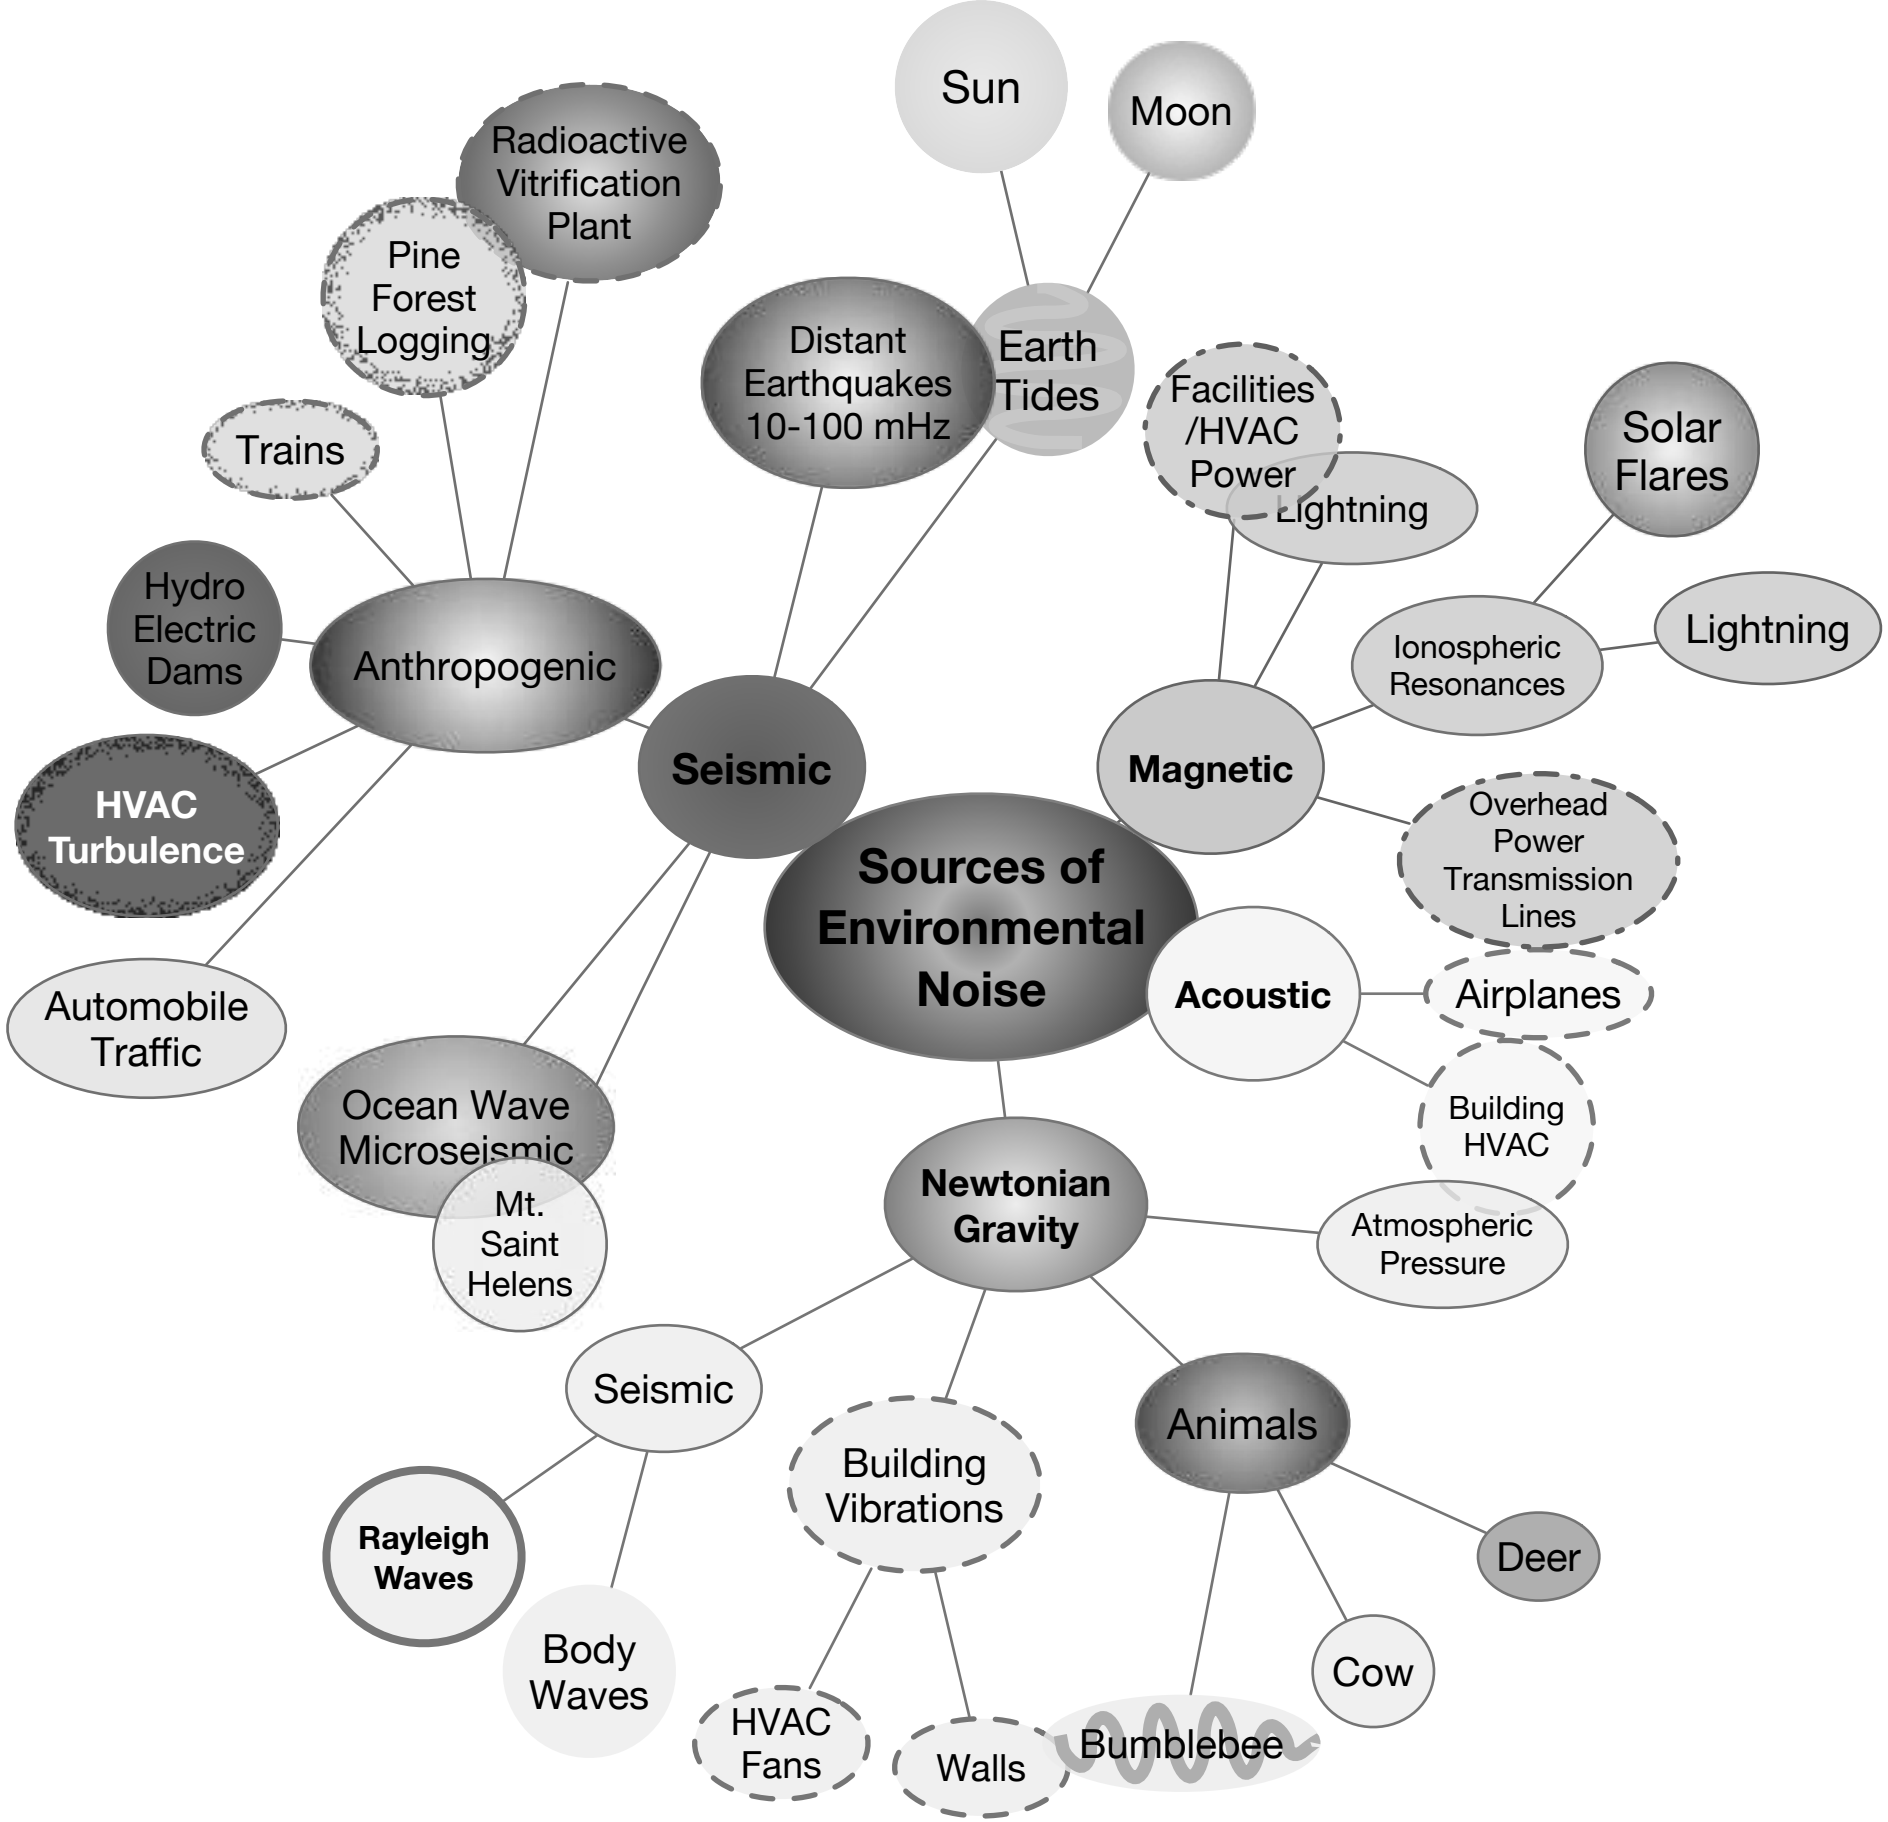 Sun
Moon
Radioactive
Vitrification
Plant
Pine
Forest
Logging
Trains
Distant
Earthquakes
10-100 mHz
Earth
Tides
Facilities
/HVAC
Power
Lightning
Solar
Flares
Hydro
Electric
Dams
Anthropogenic
Ionospheric
Resonances
Lightning
HVAC
Turbulence
Seismic
Magnetic
Overhead
Power
Transmission
Lines
Sources of
Environmental
Noise
Acoustic
Airplanes
Automobile
Traffic
Ocean Wave
Microseismic
Mt.
Saint
Helens
Building
HVAC
Newtonian
Gravity
Atmospheric
Pressure
Seismic
Building
Vibrations
Animals
Rayleigh
Waves
Body
Waves
Deer
Cow
HVAC
Fans
Walls
Bumblebee